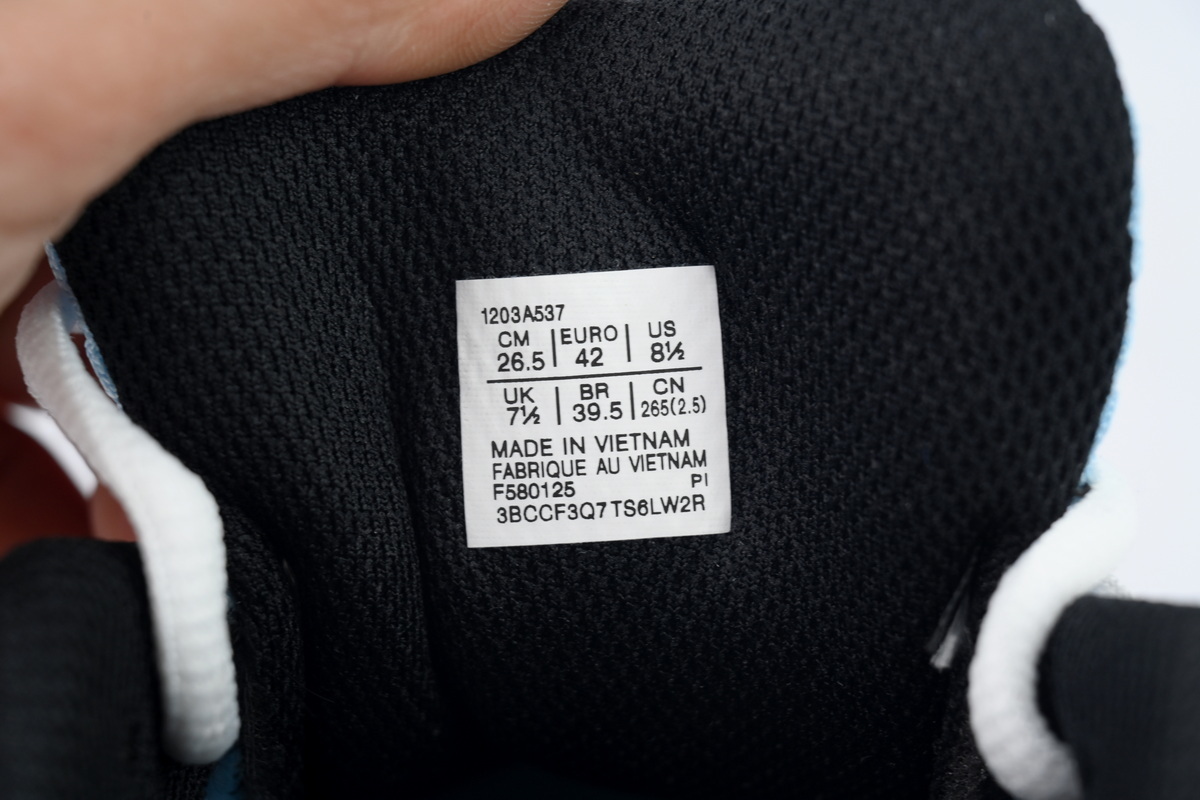 1203A537
CM | EURO | US
26.5 | 42 | 8½
UK | BR | CN
7½ | 39.5 | 265(2.5)
MADE IN VIETNAM
FABRIQUE AU VIETNAM
F580125 PI
3BCCF3Q7TS6LW2R